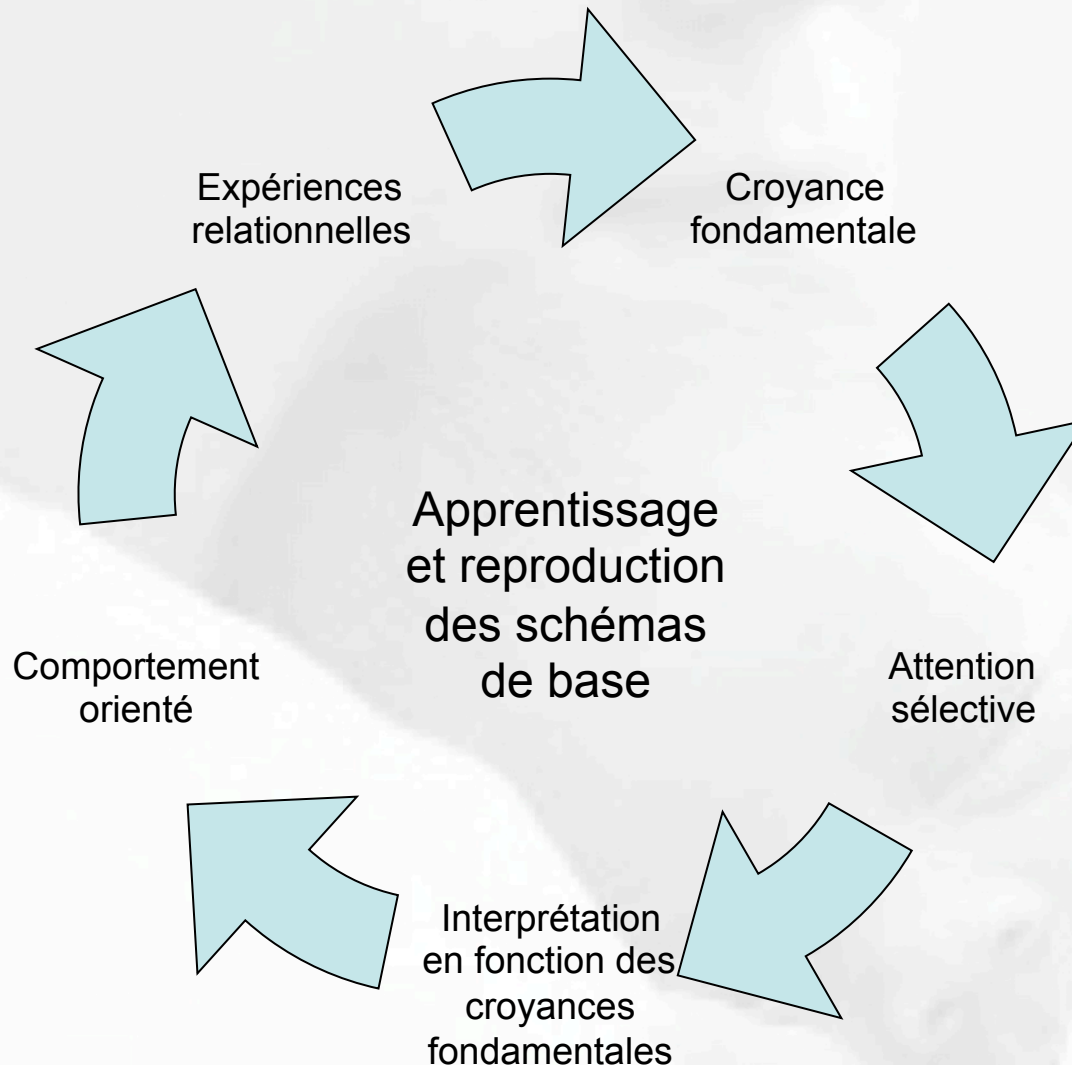 Expériences
relationnelles
Croyance
fondamentale
Apprentissage
et reproduction
des schémas
de base
Comportement
orienté
Attention
sélective
Interprétation
en fonction des
croyances
fondamentales